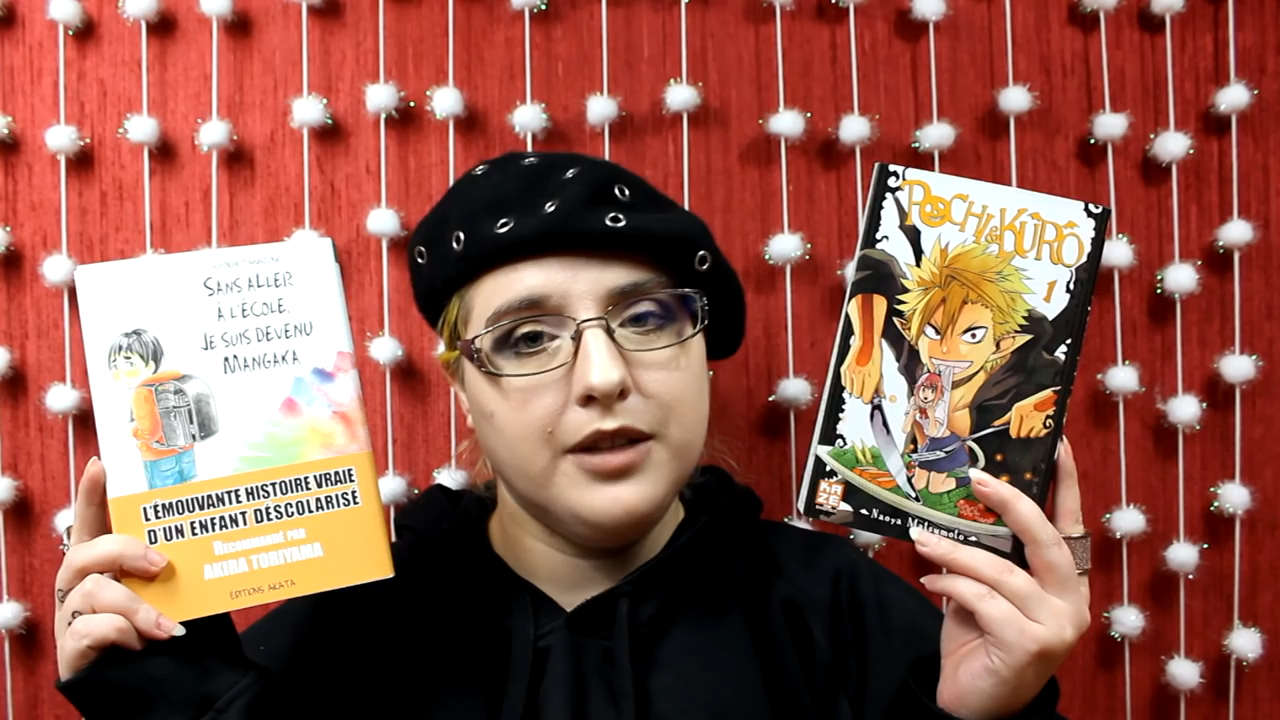 SANS ALLER
À L'ÉCOLE,
JE SUIS DEVENU
MANGAKA
L'ÉMOUVANTE HISTOIRE VRAIE
D'UN ENFANT DÉSCOLARISÉ
RECOMMANDÉ PAR
AKIRA TORIYAMA
ÉDITIONS AKATA
POCHI & KÛRÔ
1
KAZE
Naoya Matsumoto